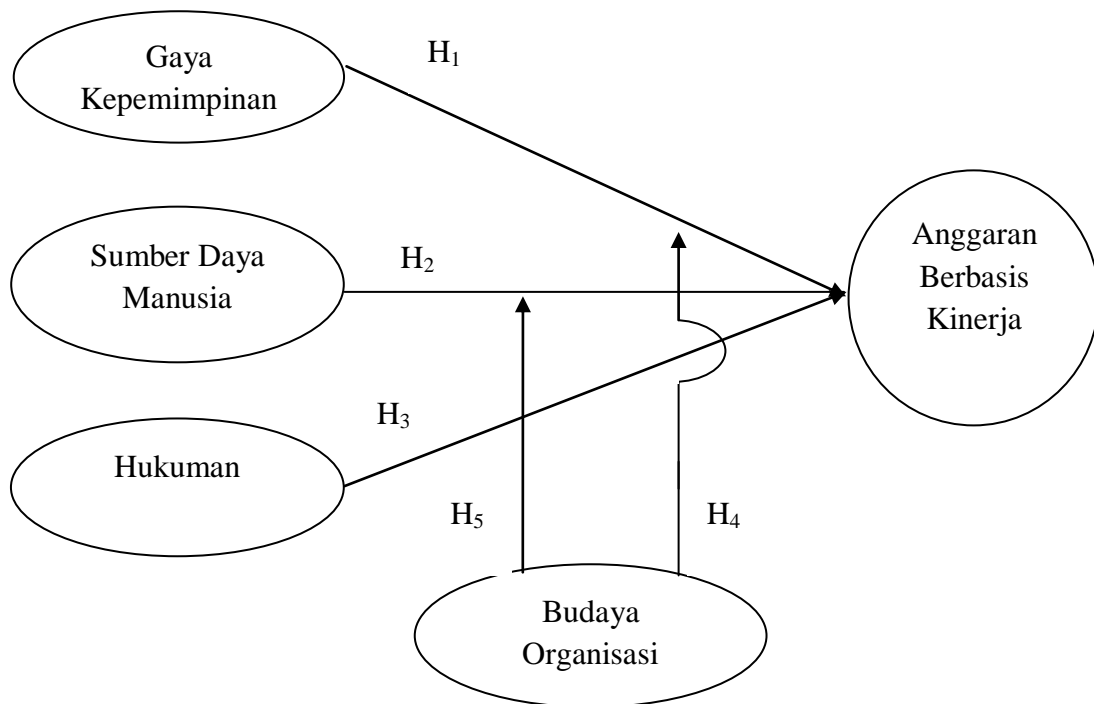 Gaya
Kepemimpinan
H₁
Sumber Daya
Manusia
H₂
Anggaran
Berbasis
Kinerja
Hukuman
H₃
H₅
H₄
Budaya
Organisasi